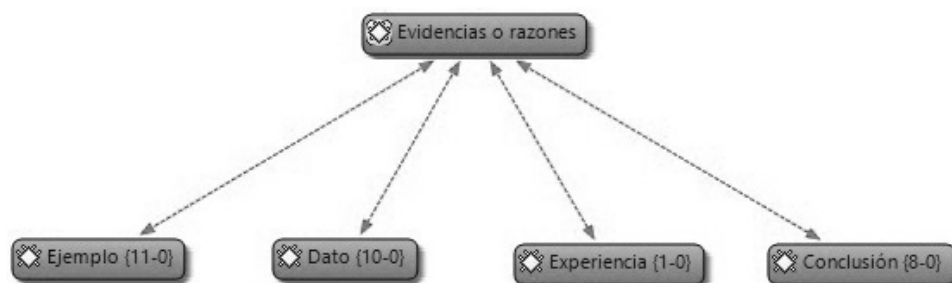 Evidencias o razones
Ejemplo {11-0}
Dato {10-0}
Experiencia {1-0}
Conclusión {8-0}